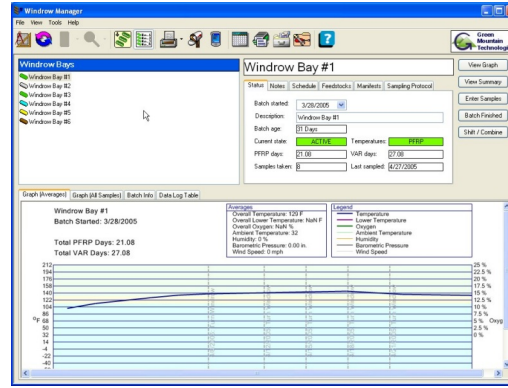 Windrow Manager
File View Tools Help
Green
Mountain
Technologi
Windrow Bays
Windrow Bay #1
Windrow Bay #2
Windrow Bay #3
Windrow Bay #4
Windrow Bay #5
Windrow Bay #6
Windrow Bay #1
Status Notes Schedule Feedstocks Manifests Sampling Protocol
Batch started: 3/28/2005
Description: Windrow Bay #1
Batch age: 31 Days
Current state: ACTIVE Temperatures: PFRP
PFRP days: 21.08 VAR days: 27.08
Samples taken: 8 Last sampled: 4/27/2005
View Graph
View Summary
Enter Samples
Batch Finished
Shift / Combine
Graph (Averages) Graph (All Samples) Batch Info Data Log Table
Windrow Bay #1
Batch Started: 3/28/2005
Total PFRP Days: 21.08
Total VAR Days: 27.08
Averages
Overall Temperature: 129 F
Overall Lower Temperature: NaN F
Overall Oxygen: NaN %
Ambient Temperature: 32
Humidity: 0 %
Barometric Pressure: 0.00 in.
Wind Speed: 0 mph
Legend
Temperature
Lower Temperature
Oxygen
Ambient Temperature
Humidity
Barometric Pressure
Wind Speed
212 25 %
194 22.5 %
176 20 %
158 17.5 %
140 15 %
122 12.5 %
104 10 %
86 7.5 %
°F 68 5 % Oxyg
50 2.5 %
32 0 %
14
-4
-22
-40